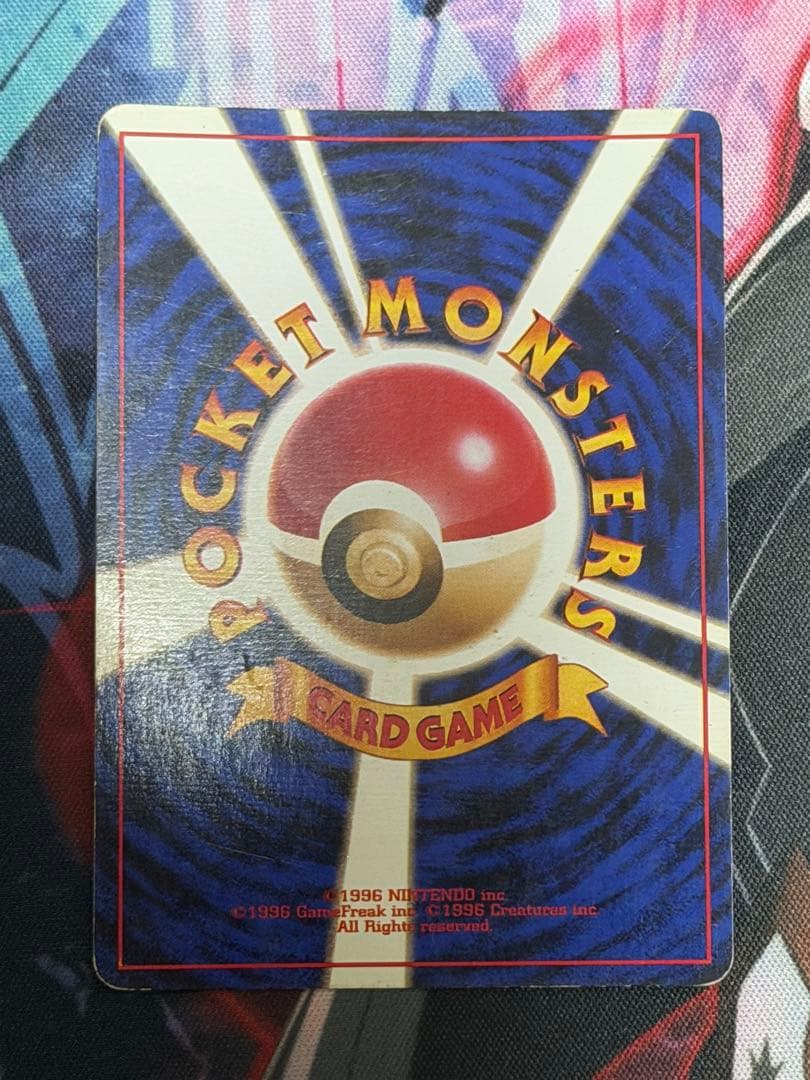 POCKET MONSTERS
CARD GAME
©1996 NINTENDO inc.
©1996 GameFreak inc. ©1996 Creatures inc.
All Rights reserved.